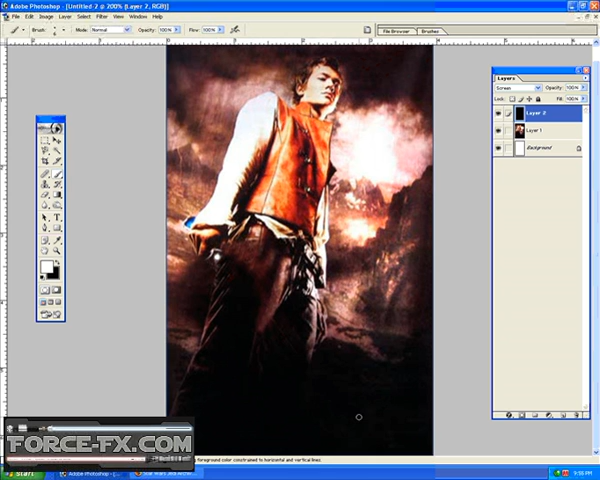 Adobe Photoshop - [Untitled-2 @ 200% (Layer 2, RGB)]
File Edit Image Layer Select Filter View Window Help
Brush: Mode: Normal Opacity: 100% Flow: 100%
File Browser Brushes
Layers
Screen Opacity: 100%
Lock: Fill: 100%
Layer 2
Layer 1
Background
FORCE-FX.COM
foreground color constrained to horizontal and vertical lines.
Start
Adobe Photoshop - [
9:55 PM